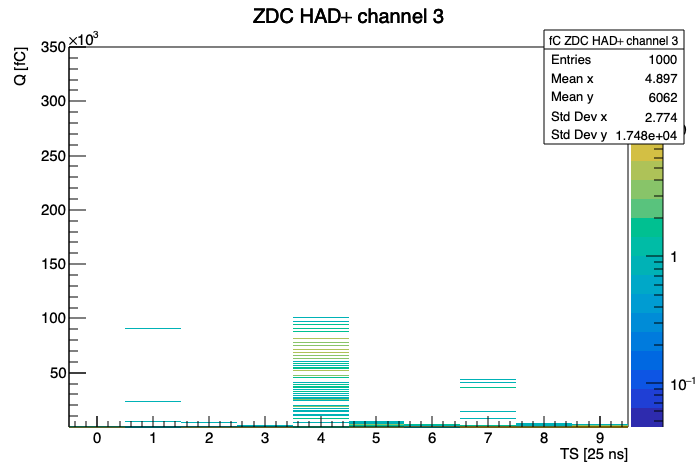 ZDC HAD+ channel 3
×10³
Q [fC]
350
300
250
200
150
100
50
fC ZDC HAD+ channel 3
Entries 1000
Mean x 4.897
Mean y 6062
Std Dev x 2.774
Std Dev y 1.748e+04
1
10⁻¹
0 1 2 3 4 5 6 7 8 9
TS [25 ns]